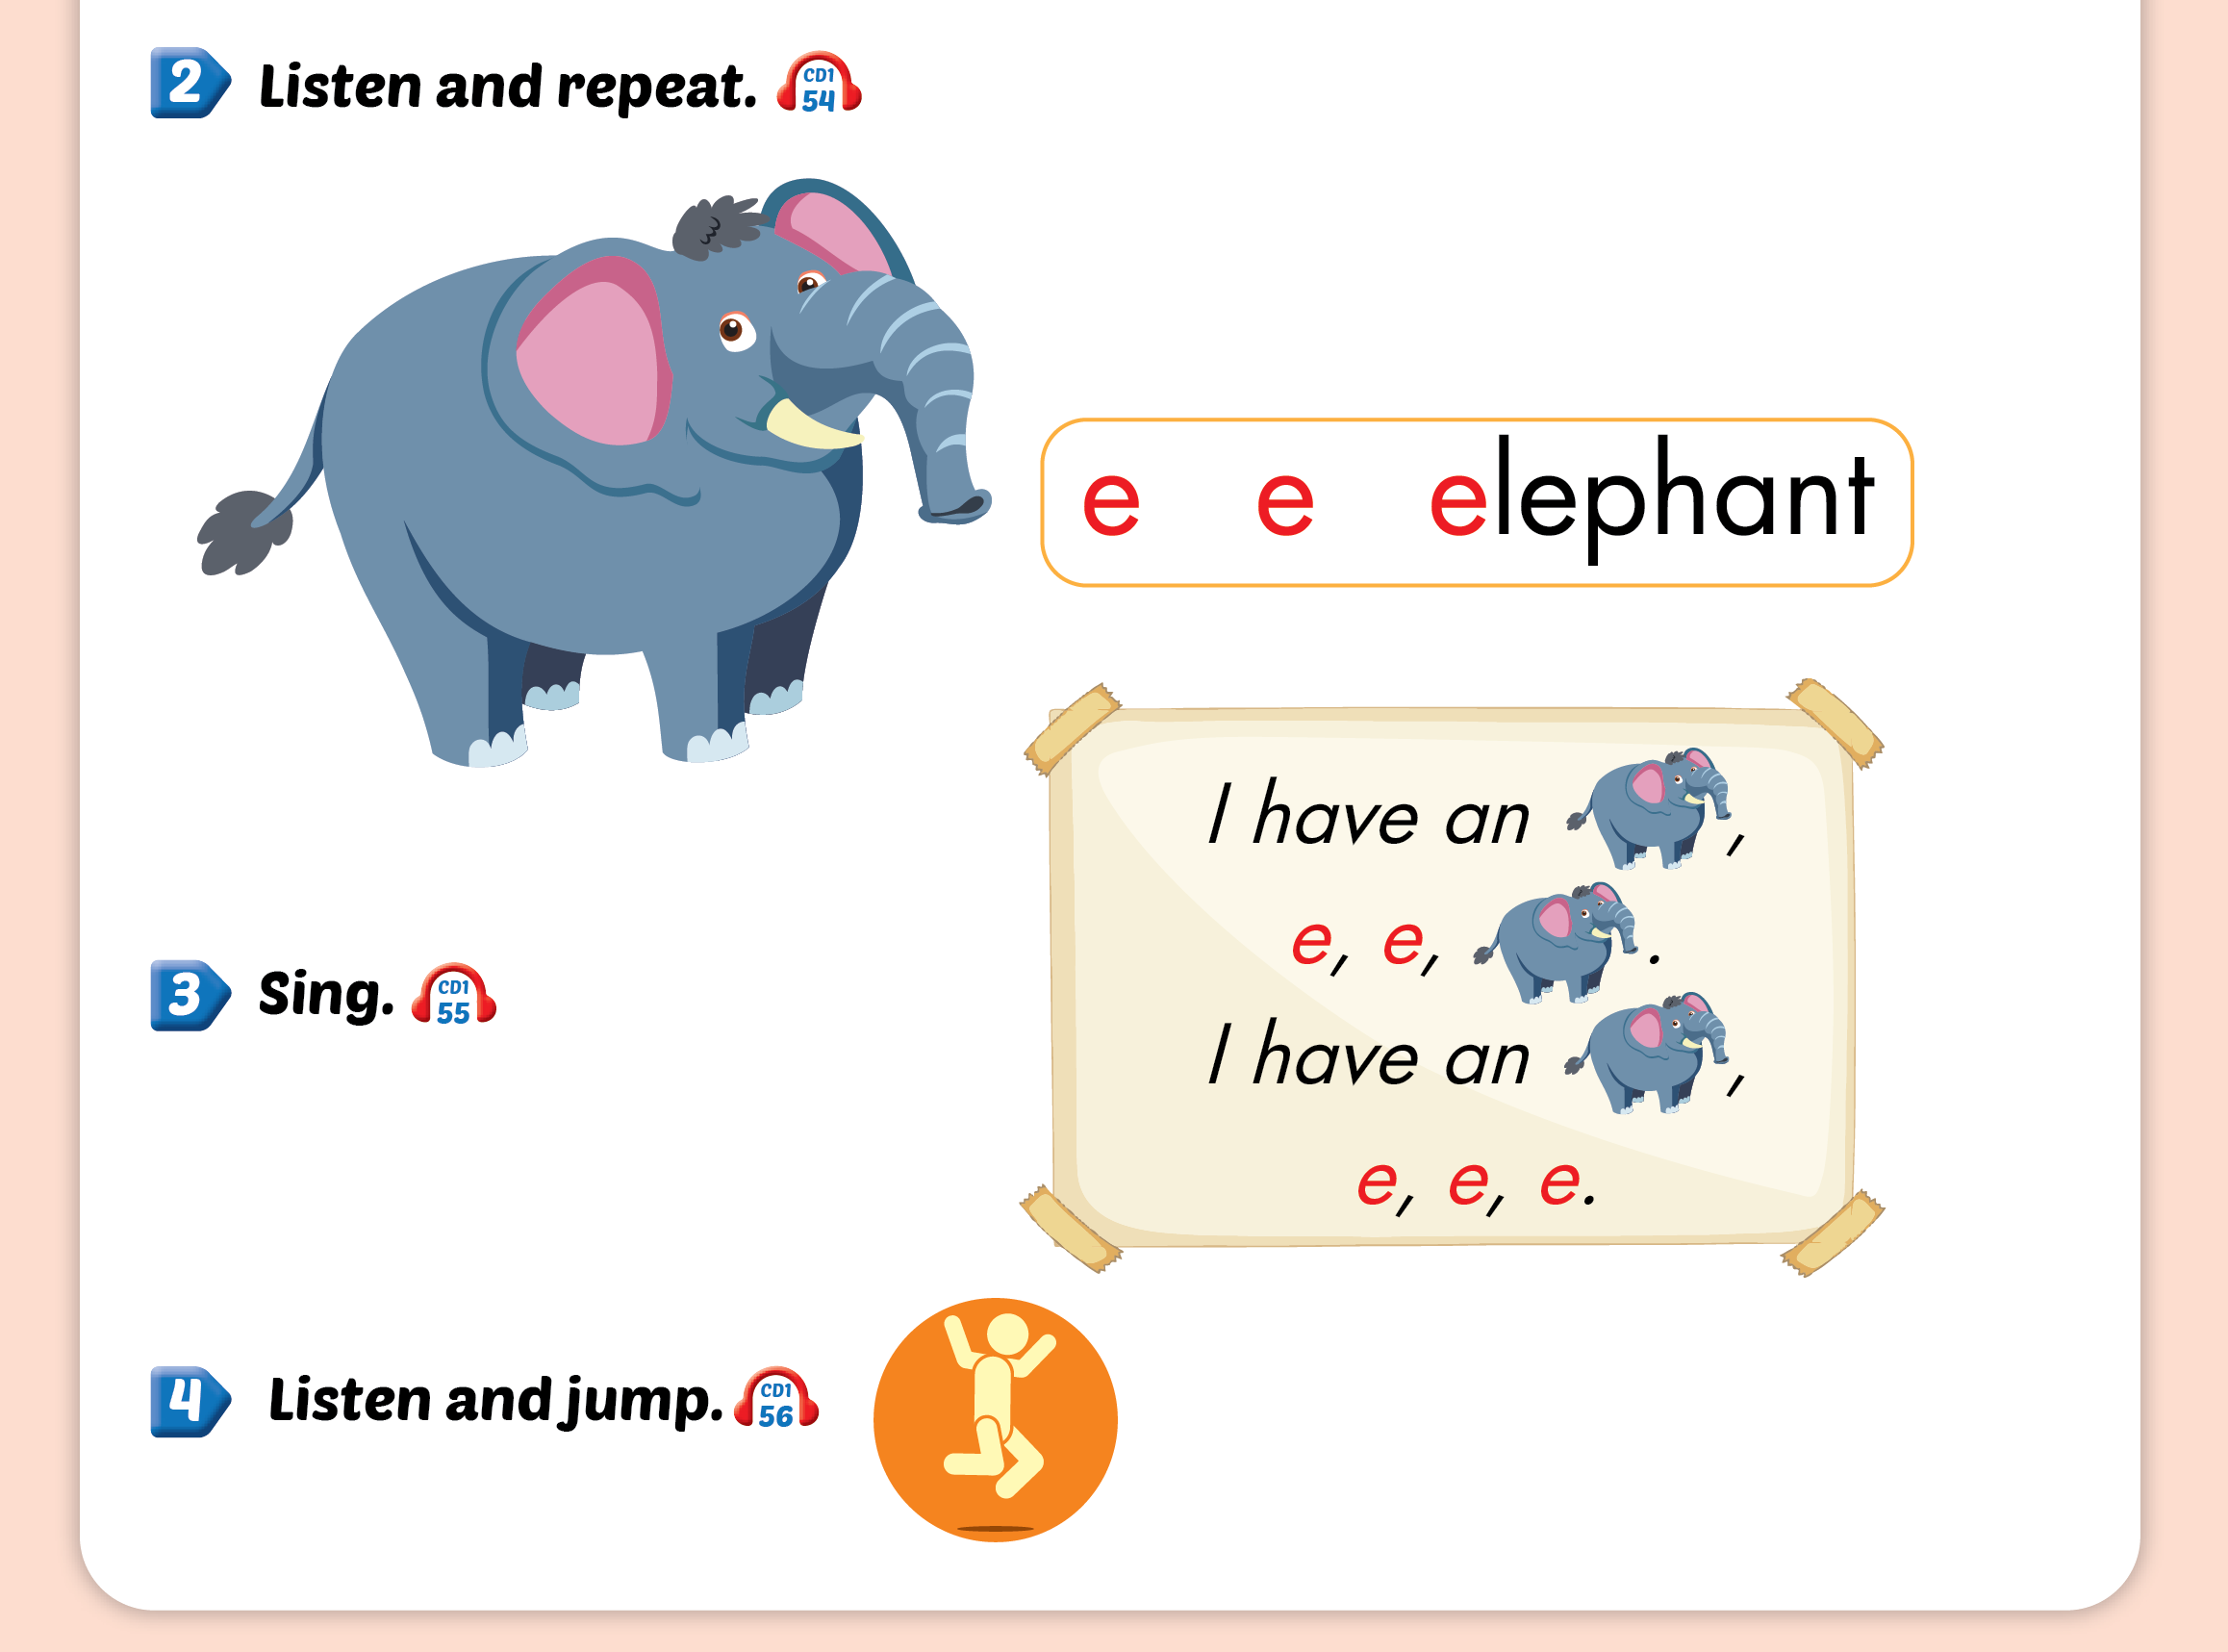 2 Listen and repeat. CD1 54
e e elephant
I have an ,
e, e, .
I have an ,
e, e, e.
3 Sing. CD1 55
4 Listen and jump. CD1 56